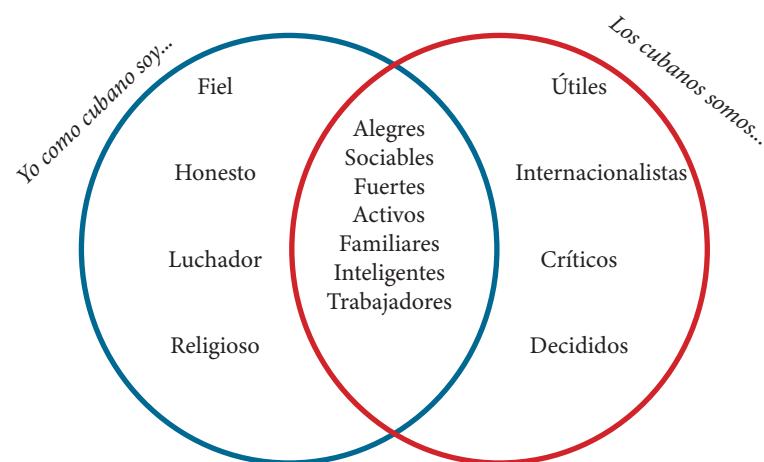 Yo como cubano soy...
Los cubanos somos...
Fiel
Honesto
Luchador
Religioso
Alegres
Sociables
Fuertes
Activos
Familiares
Inteligentes
Trabajadores
Útiles
Internacionalistas
Críticos
Decididos